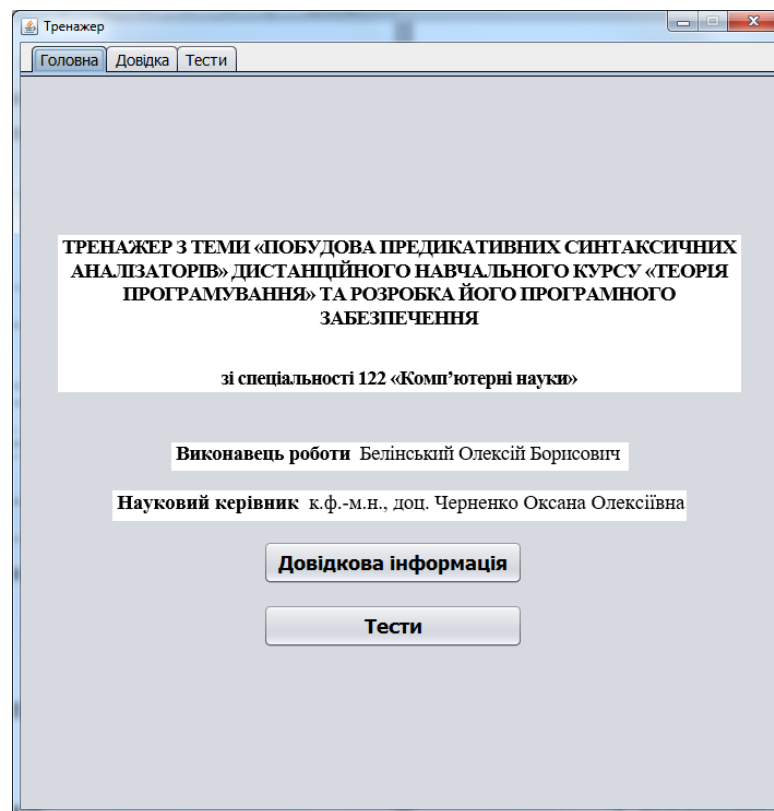 Тренажер
Головна Довідка Тести
ТРЕНАЖЕР З ТЕМИ «ПОБУДОВА ПРЕДИКАТИВНИХ СИНТАКСИЧНИХ
АНАЛІЗАТОРІВ» ДИСТАНЦІЙНОГО НАВЧАЛЬНОГО КУРСУ «ТЕОРІЯ
ПРОГРАМУВАННЯ» ТА РОЗРОБКА ЙОГО ПРОГРАМНОГО
ЗАБЕЗПЕЧЕННЯ
зі спеціальності 122 «Комп’ютерні науки»
Виконавець роботи Белінський Олексій Борисович
Науковий керівник к.ф.-м.н., доц. Черненко Оксана Олексіївна
Довідкова інформація
Тести